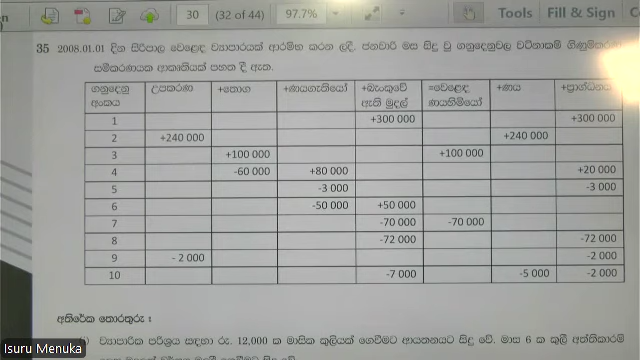 30 (32 of 44) 97.7% Tools Fill & Sign
35 2008.01.01 දින සිරිපාල වෙළෙඳ ව්‍යාපාරයක් ආරම්භ කරන ලදී. ජනවාරි මස සිදු වූ ගනුදෙනුවල වටිනාකම් ගිණුම්කරණ
සමීකරණයක ආකෘතියක් පහත දී ඇත.
ගනුදෙනු අංකය උපකරණ +තොග +ණයගැතියෝ +බැංකුවේ ඇති මුදල් =වෙළෙඳ ණයහිමියෝ +ණය +ප්‍රාග්ධනය
1 +300 000 +300 000
2 +240 000 +240 000
3 +100 000 +100 000
4 -60 000 +80 000 +20 000
5 -3 000 -3 000
6 -50 000 +50 000
7 -70 000 -70 000
8 -72 000 -72 000
9 - 2 000 -2 000
10 -7 000 -5 000 -2 000
අතිරේක තොරතුරු :
ව්‍යාපාරික පරිශ්‍රය සඳහා රු. 12,000 ක මාසික කුලියක් ගෙවීමට ආයතනයට සිදු වේ. මාස 6 ක කුලී අත්තිකාරම්
Isuru Menuka